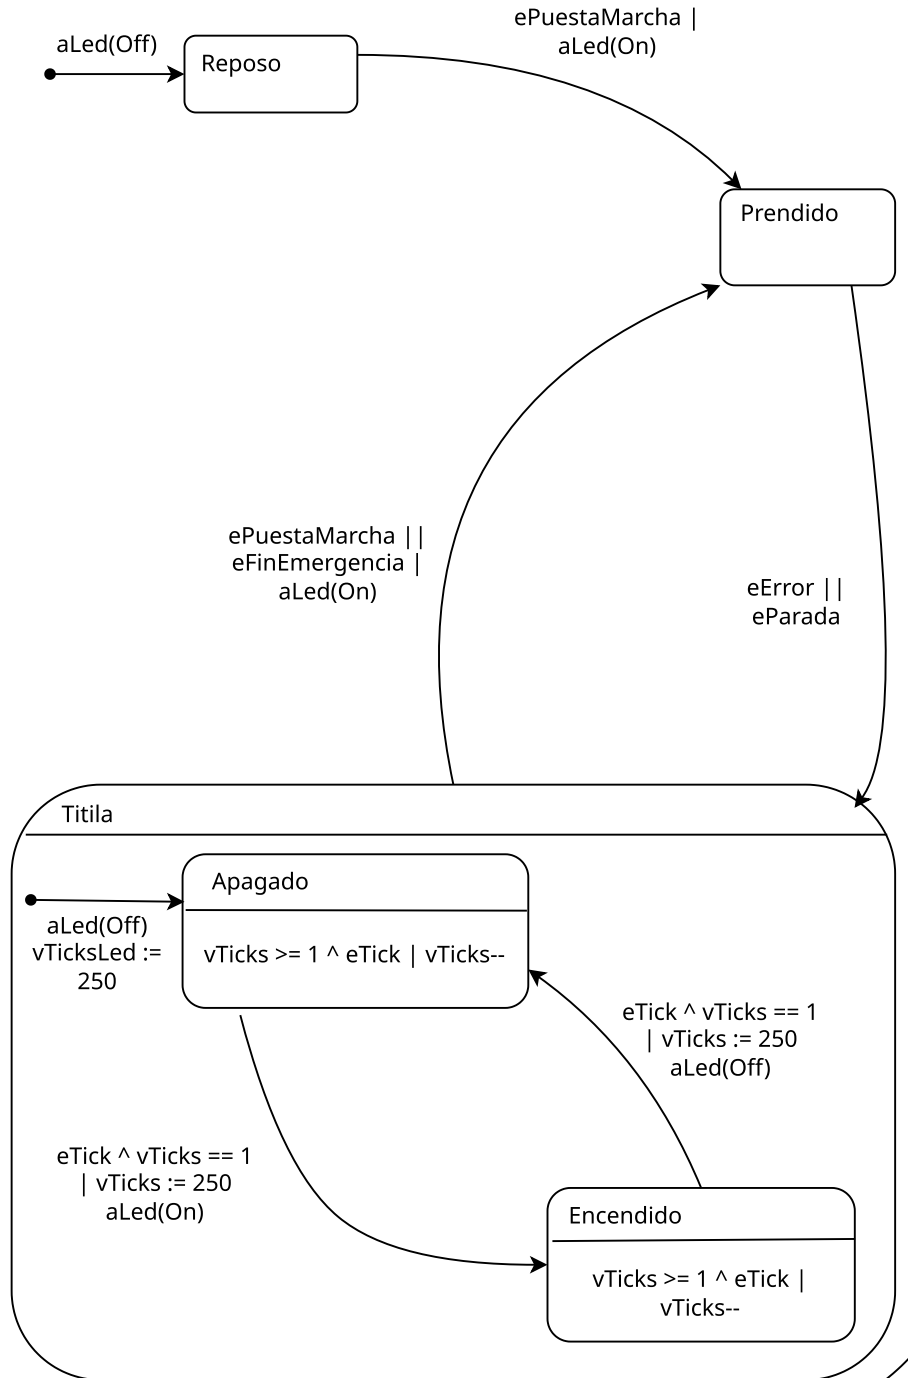 ePuestaMarcha |
aLed(On)
aLed(Off)
Reposo
Prendido
ePuestaMarcha ||
eFinEmergencia |
aLed(On)
eError ||
eParada
Titila
Apagado
aLed(Off)
vTicksLed :=
250
vTicks >= 1 ^ eTick | vTicks--
eTick ^ vTicks == 1
| vTicks := 250
aLed(Off)
eTick ^ vTicks == 1
| vTicks := 250
aLed(On)
Encendido
vTicks >= 1 ^ eTick |
vTicks--